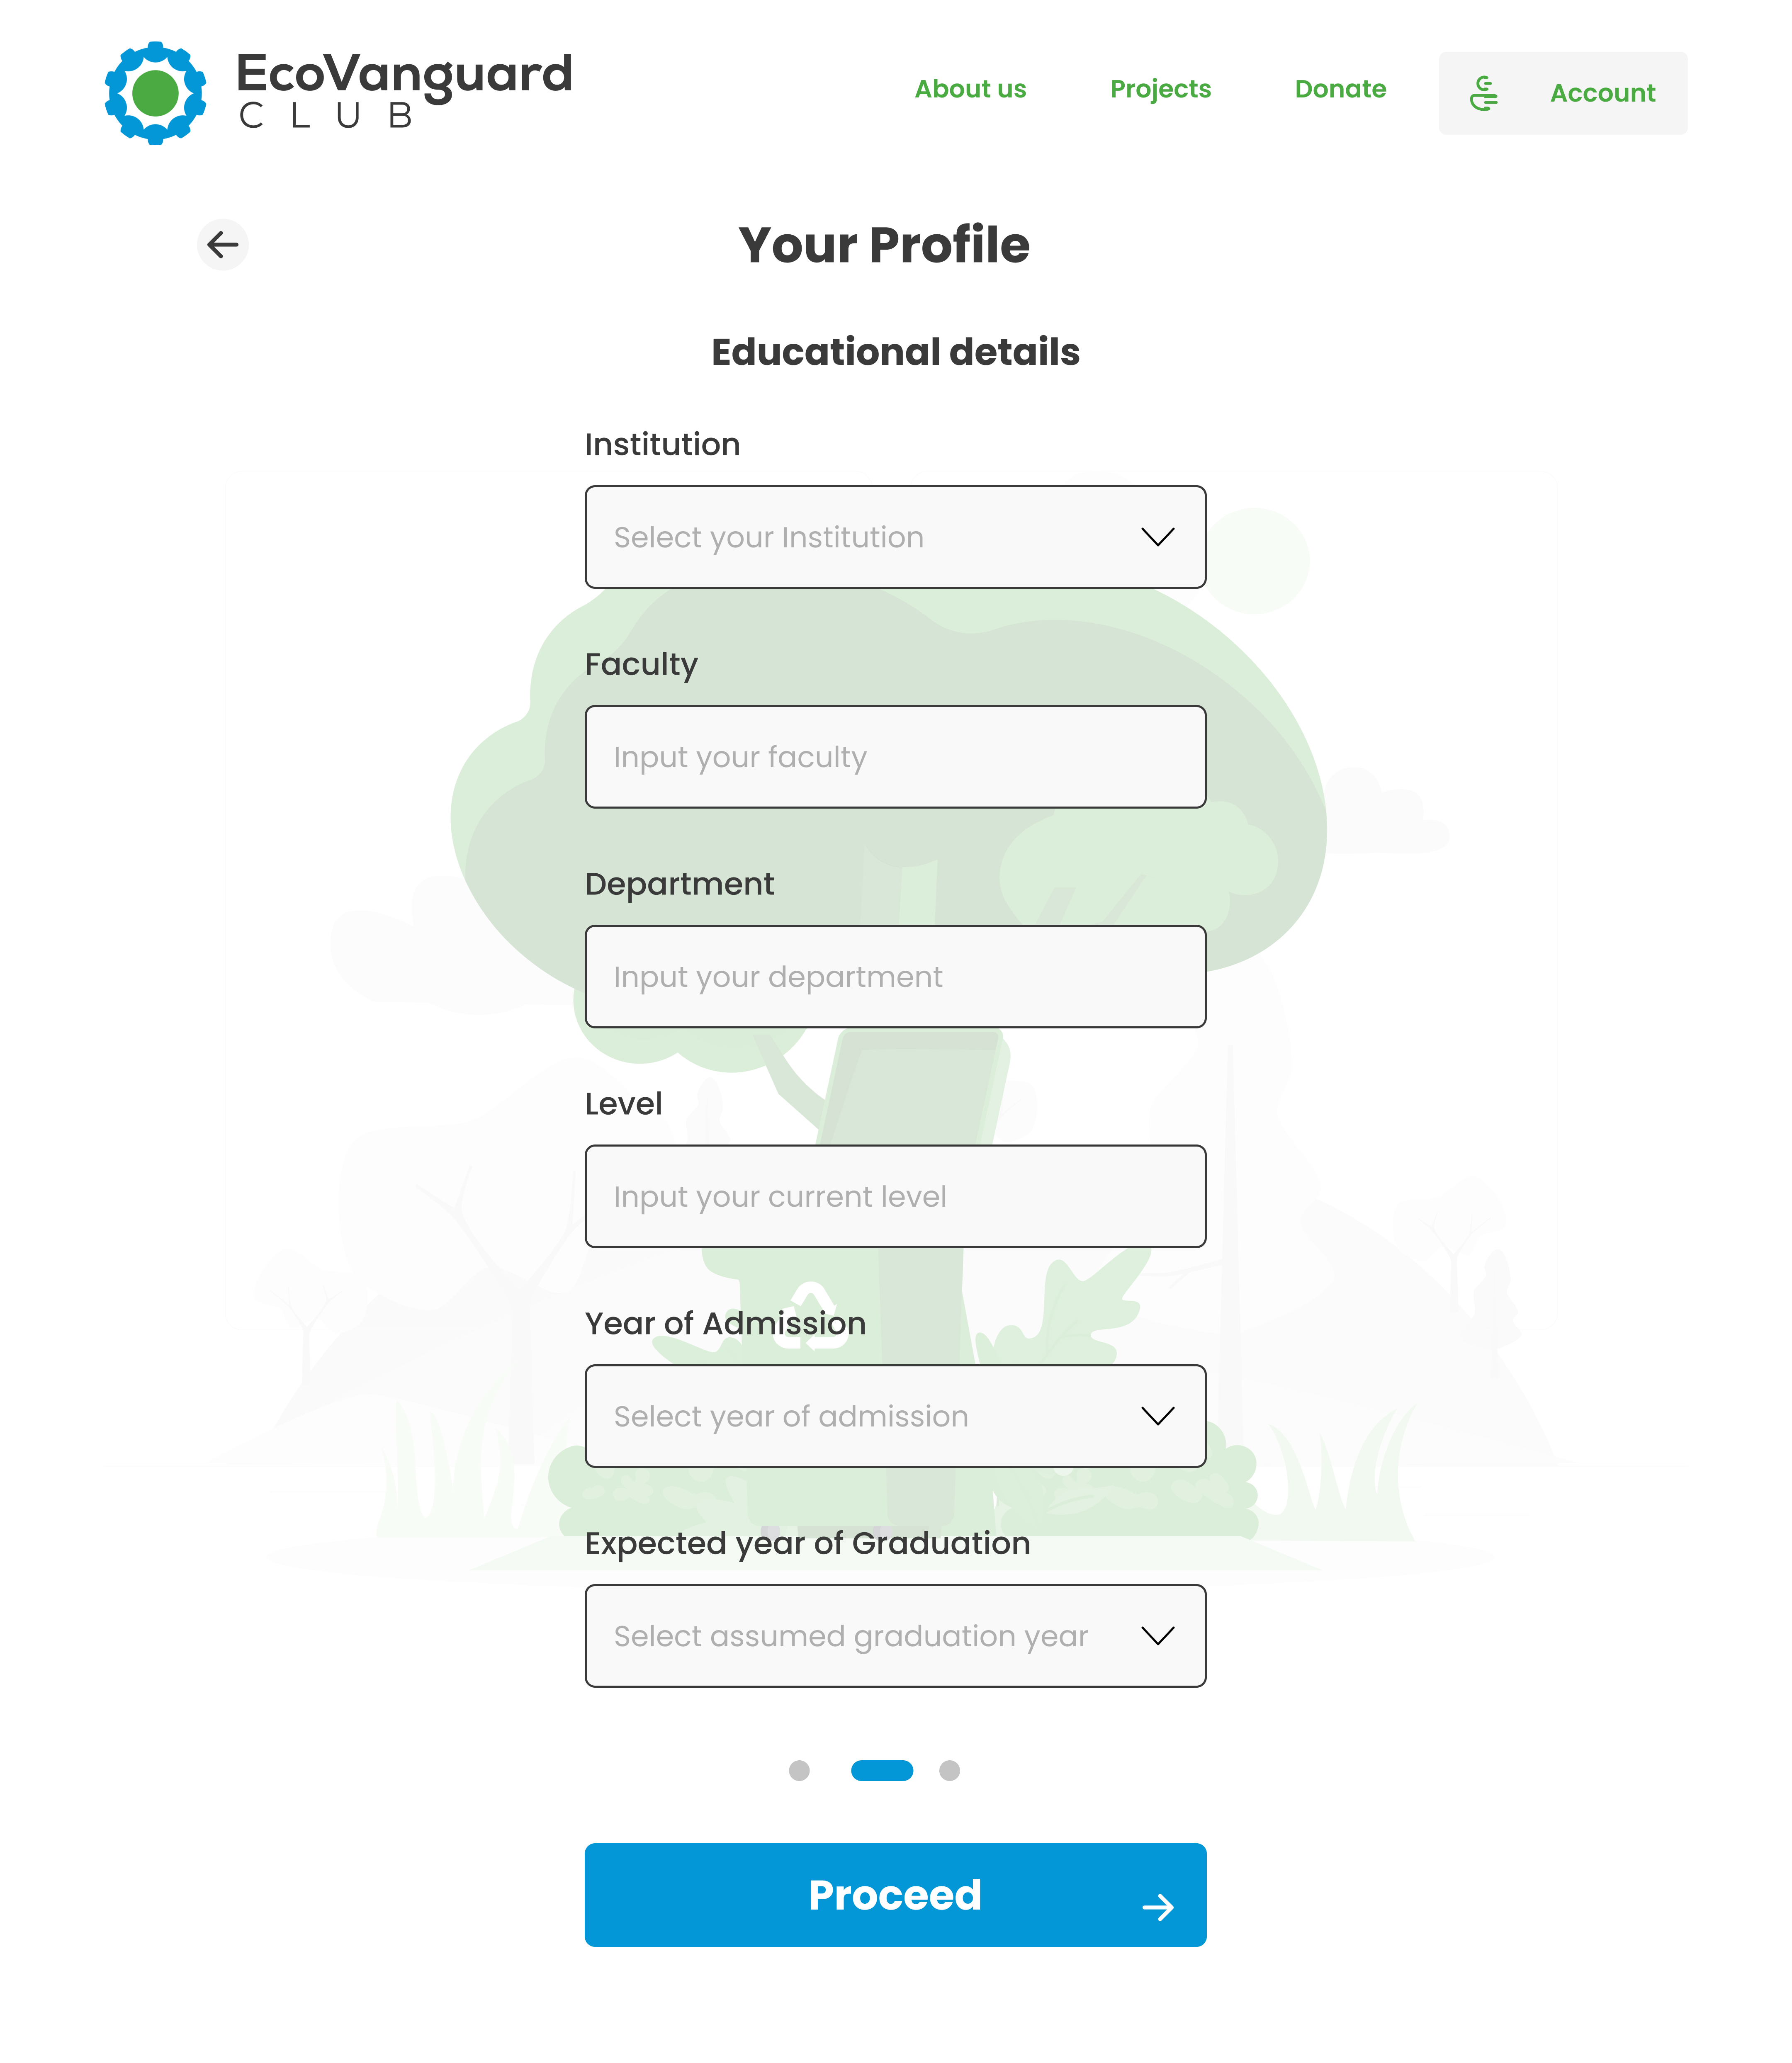 EcoVanguard
CLUB
About us
Projects
Donate
Account
Your Profile
Educational details
Institution
Select your Institution
Faculty
Input your faculty
Department
Input your department
Level
Input your current level
Year of Admission
Select year of admission
Expected year of Graduation
Select assumed graduation year
Proceed